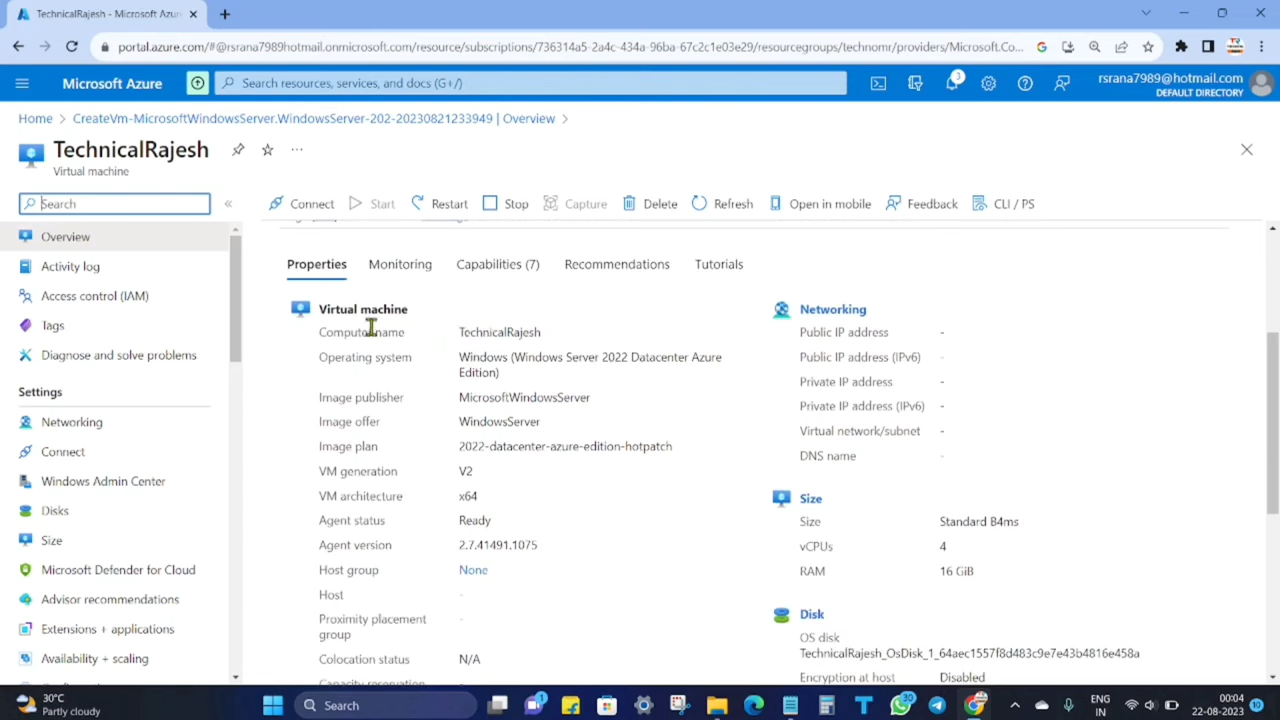 TechnicalRajesh - Microsoft Azu
portal.azure.com/#@rsrana7989hotmail.onmicrosoft.com/resource/subscriptions/736314a5-2a4c-434a-96ba-67c2c1e03e29/resourcegroups/technomr/providers/Microsoft.Co...
Microsoft Azure
Search resources, services, and docs (G+/)
3
rsrana7989@hotmail.com
DEFAULT DIRECTORY
Home > CreateVm-MicrosoftWindowsServer.WindowsServer-202-20230821233949 | Overview >
TechnicalRajesh
Virtual machine
Search
Connect Start Restart Stop Capture Delete Refresh Open in mobile Feedback CLI / PS
Overview
Activity log
Access control (IAM)
Tags
Diagnose and solve problems
Settings
Networking
Connect
Windows Admin Center
Disks
Size
Microsoft Defender for Cloud
Advisor recommendations
Extensions + applications
Availability + scaling
Properties Monitoring Capabilities (7) Recommendations Tutorials
Virtual machine
Computer name TechnicalRajesh
Operating system Windows (Windows Server 2022 Datacenter Azure
Edition)
Image publisher MicrosoftWindowsServer
Image offer WindowsServer
Image plan 2022-datacenter-azure-edition-hotpatch
VM generation V2
VM architecture x64
Agent status Ready
Agent version 2.7.41491.1075
Host group None
Host -
Proximity placement -
group
Colocation status N/A
Capacity reservation
Networking
Public IP address -
Public IP address (IPv6) -
Private IP address -
Private IP address (IPv6) -
Virtual network/subnet -
DNS name -
Size
Size Standard B4ms
vCPUs 4
RAM 16 GiB
Disk
OS disk
TechnicalRajesh_OsDisk_1_64aec1557f8d483c9e7e43b4816e458a
Encryption at host Disabled
30°C
Partly cloudy
Search
1
30
ENG
IN
00:04
22-08-2023
10